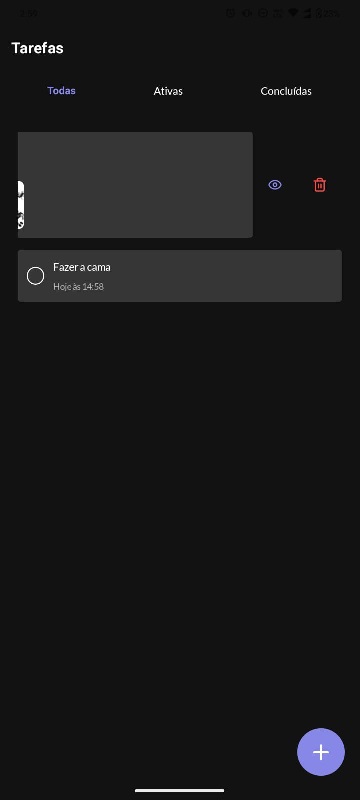 Tarefas
Todas
Ativas
Concluídas
Fazer a cama
Hoje às 14:58